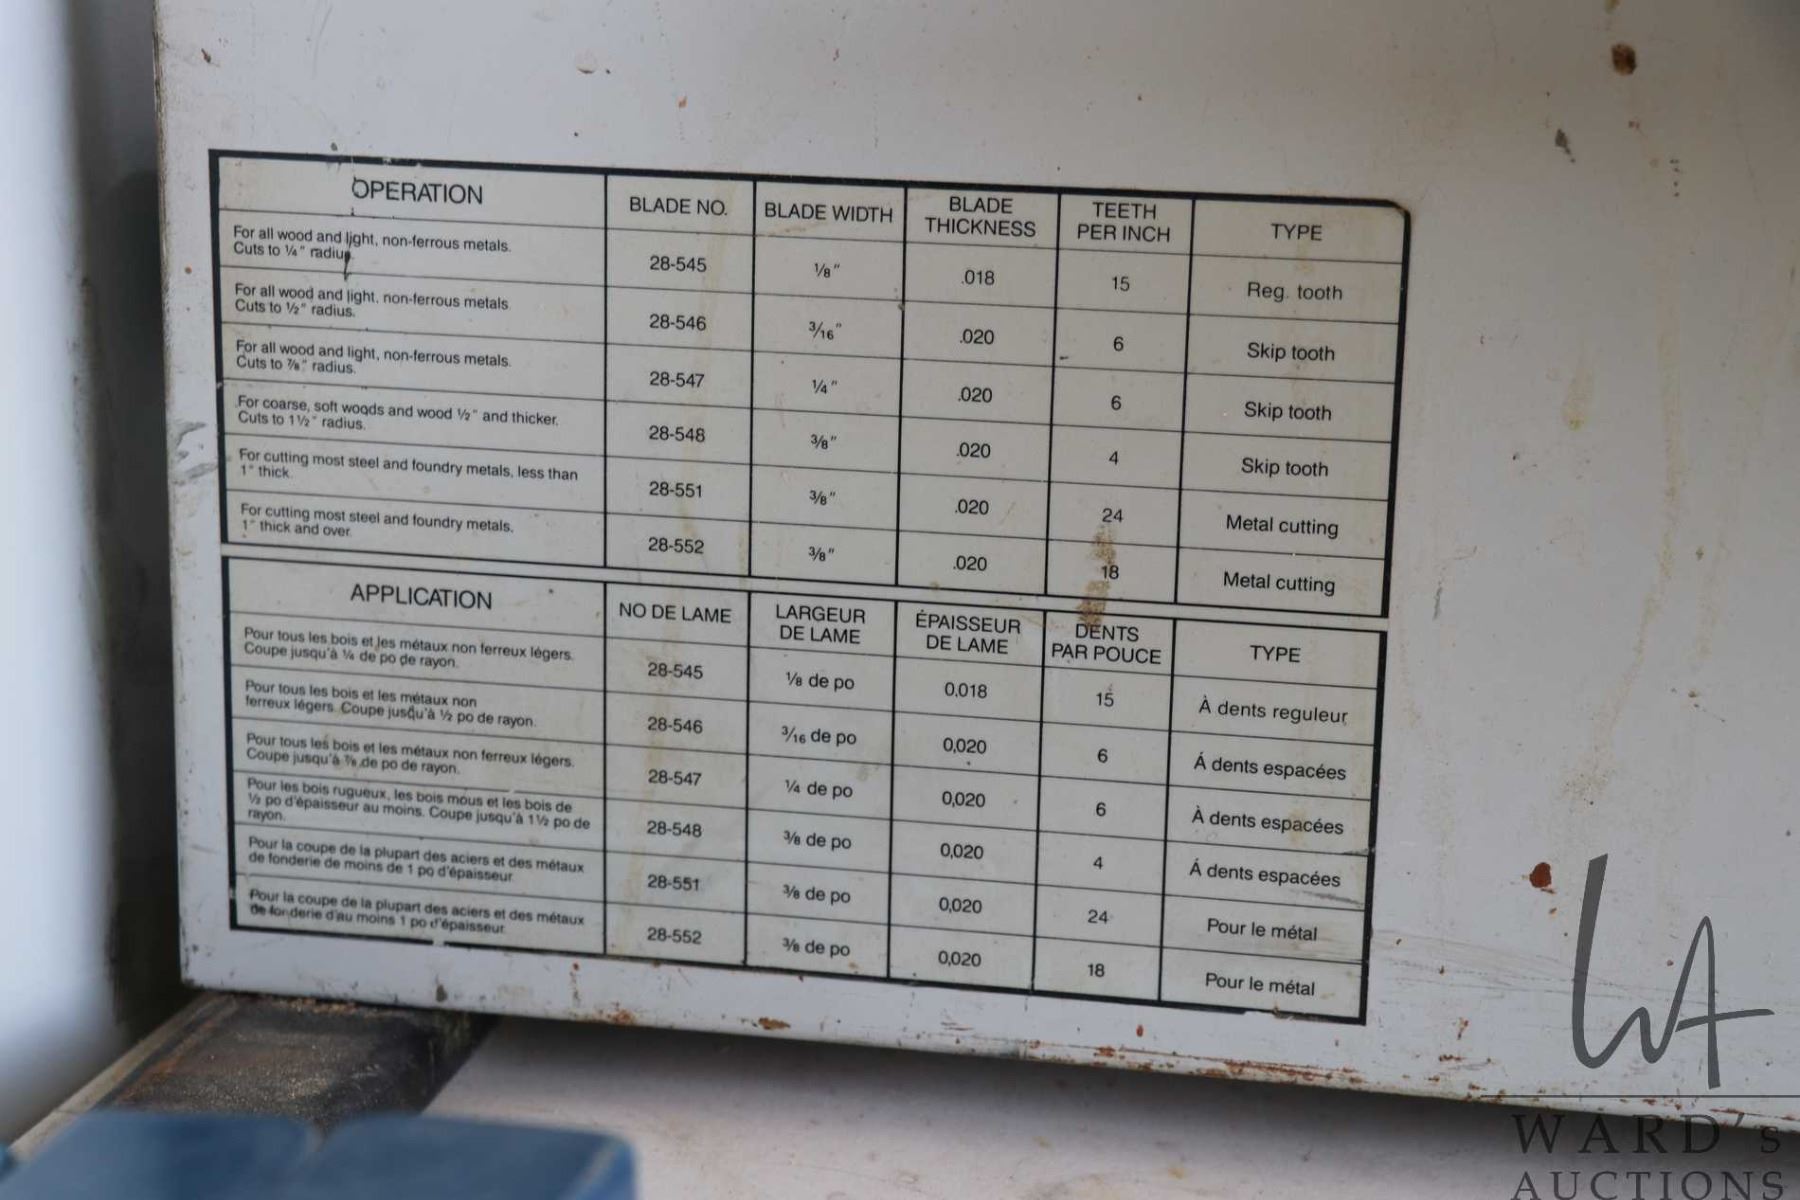 OPERATION BLADE NO. BLADE WIDTH BLADE THICKNESS TEETH PER INCH TYPE
For all wood and light, non-ferrous metals.
Cuts to ¼" radius 28-545 ⅛" .018 15 Reg. tooth
For all wood and light, non-ferrous metals
Cuts to ½" radius. 28-546 3/16" .020 6 Skip tooth
For all wood and light, non-ferrous metals.
Cuts to ⅞" radius. 28-547 ¼" .020 6 Skip tooth
For coarse, soft woods and wood ½" and thicker.
Cuts to 1½" radius. 28-548 ⅜" .020 4 Skip tooth
For cutting most steel and foundry metals, less than
1" thick. 28-551 ⅜" .020 24 Metal cutting
For cutting most steel and foundry metals,
1" thick and over. 28-552 ⅜" .020 18 Metal cutting
APPLICATION NO DE LAME LARGEUR DE LAME ÉPAISSEUR DE LAME DENTS PAR POUCE TYPE
Pour tous les bois et les métaux non ferreux légers.
Coupe jusqu'à ¼ de po de rayon. 28-545 ⅛ de po 0,018 15 À dents reguleur
Pour tous les bois et les métaux non
ferreux légers. Coupe jusqu'à ½ po de rayon. 28-546 3/16 de po 0,020 6 Á dents espacées
Pour tous les bois et les métaux non ferreux légers.
Coupe jusqu'à ⅞ de po de rayon. 28-547 ¼ de po 0,020 6 À dents espacées
Pour les bois rugueux, les bois mous et les bois de
½ po d'épaisseur au moins. Coupe jusqu'à 1½ po de
rayon. 28-548 ⅜ de po 0,020 4 Á dents espacées
Pour la coupe de la plupart des aciers et des métaux
de fonderie de moins de 1 po d'épaisseur. 28-551 ⅜ de po 0,020 24 Pour le métal
Pour la coupe de la plupart des aciers et des métaux
de fonderie d'au moins 1 po d'épaisseur 28-552 ⅜ de po 0,020 18 Pour le métal
WA
WARD's
AUCTIONS